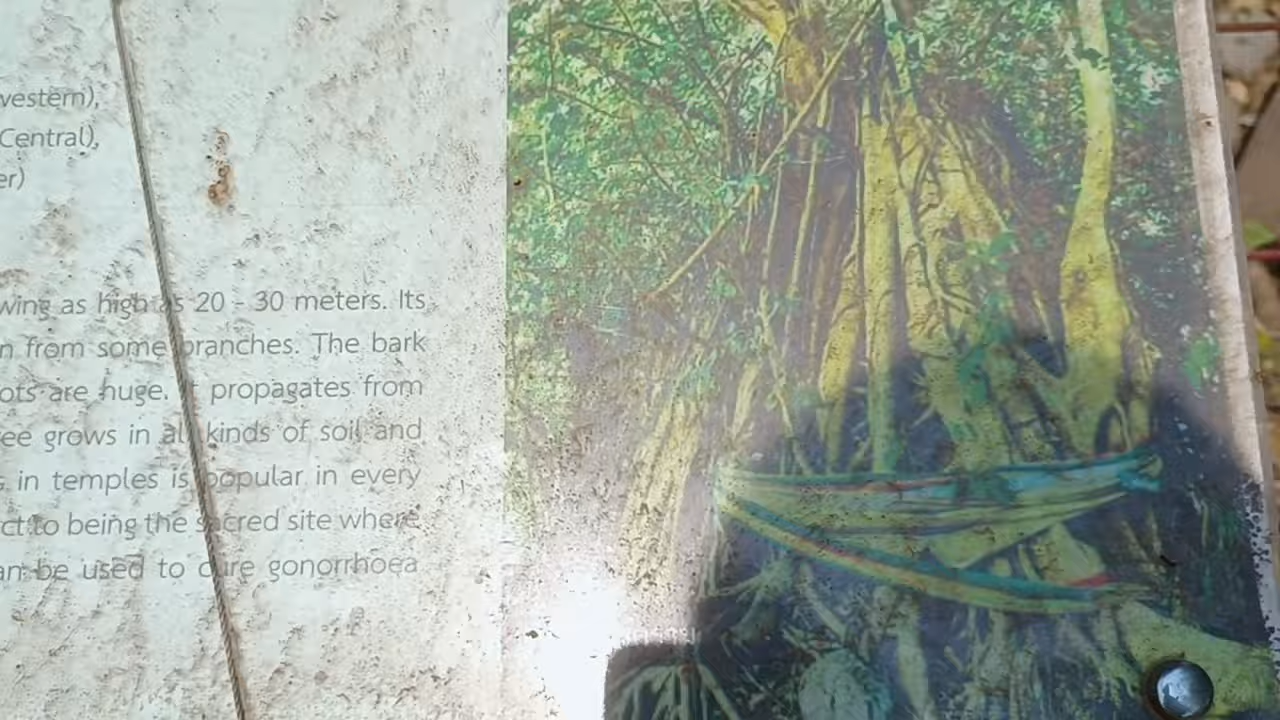 western),
Central),
er)
wing as high as 20 - 30 meters. Its
n from some branches. The bark
ots are huge. It propagates from
ee grows in all kinds of soil and
s in temples is popular in every
ct to being the sacred site where
an be used to cure gonorrhoea